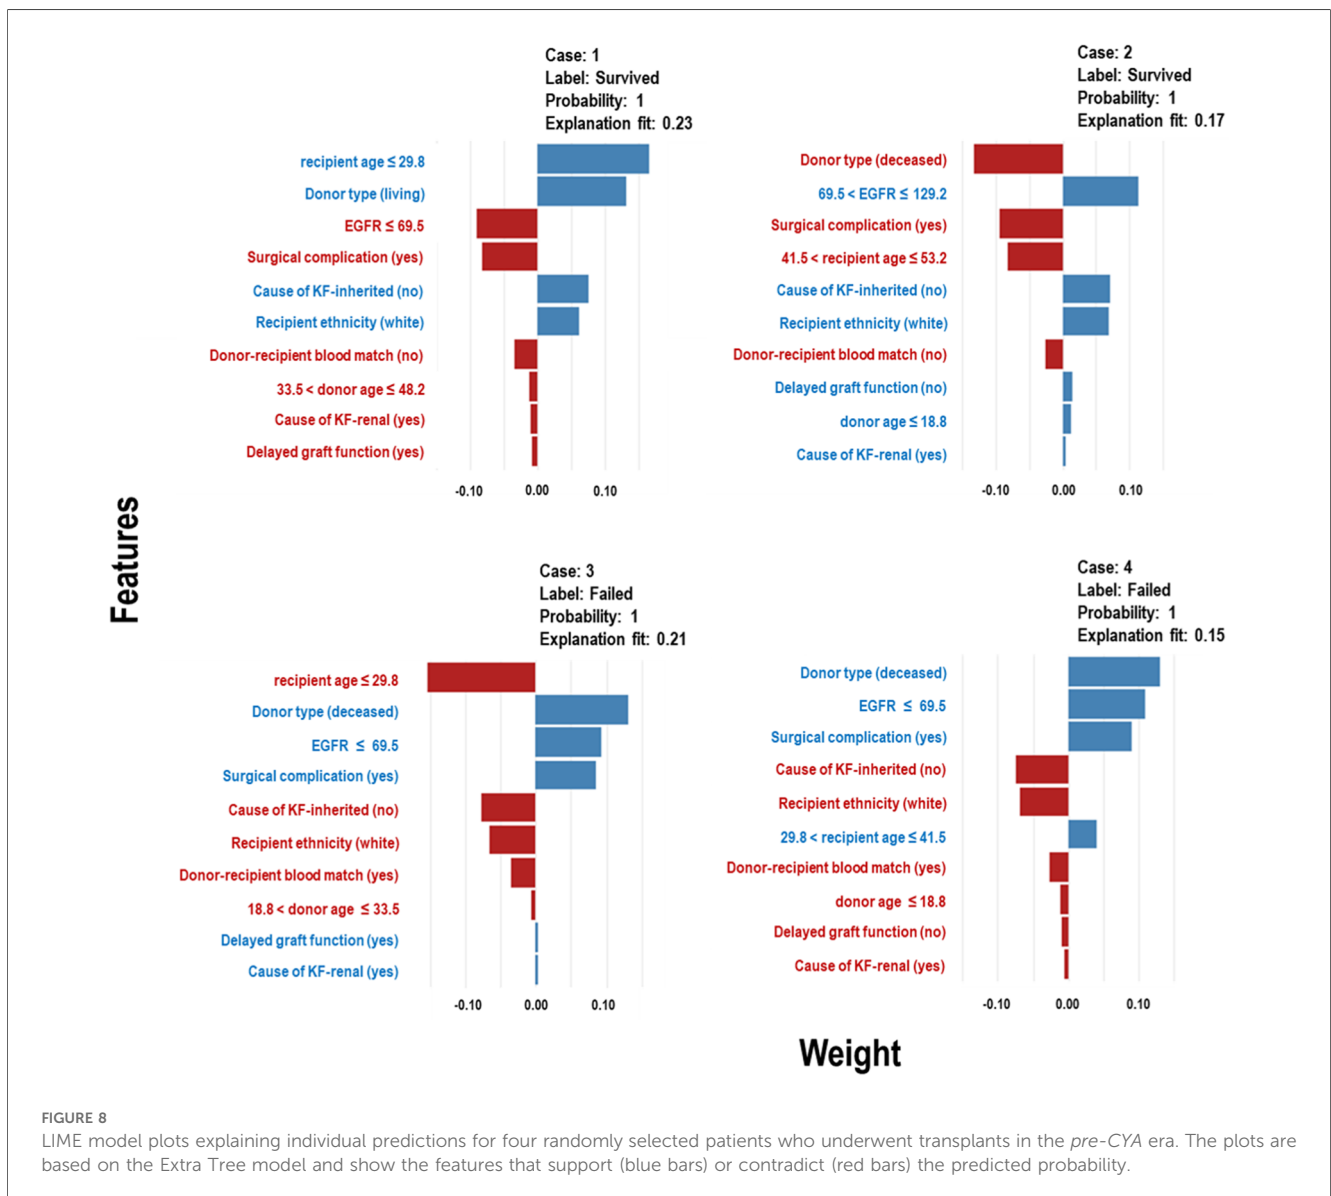 Case: 1
Label: Survived
Probability: 1
Explanation fit: 0.23
recipient age ≤ 29.8
Donor type (living)
EGFR ≤ 69.5
Surgical complication (yes)
Cause of KF-inherited (no)
Recipient ethnicity (white)
Donor-recipient blood match (no)
33.5 < donor age ≤ 48.2
Cause of KF-renal (yes)
Delayed graft function (yes)
-0.10 0.00 0.10
Case: 2
Label: Survived
Probability: 1
Explanation fit: 0.17
Donor type (deceased)
69.5 < EGFR ≤ 129.2
Surgical complication (yes)
41.5 < recipient age ≤ 53.2
Cause of KF-inherited (no)
Recipient ethnicity (white)
Donor-recipient blood match (no)
Delayed graft function (no)
donor age ≤ 18.8
Cause of KF-renal (yes)
-0.10 0.00 0.10
Features
Case: 3
Label: Failed
Probability: 1
Explanation fit: 0.21
recipient age ≤ 29.8
Donor type (deceased)
EGFR ≤ 69.5
Surgical complication (yes)
Cause of KF-inherited (no)
Recipient ethnicity (white)
Donor-recipient blood match (yes)
18.8 < donor age ≤ 33.5
Delayed graft function (yes)
Cause of KF-renal (yes)
-0.10 0.00 0.10
Case: 4
Label: Failed
Probability: 1
Explanation fit: 0.15
Donor type (deceased)
EGFR ≤ 69.5
Surgical complication (yes)
Cause of KF-inherited (no)
Recipient ethnicity (white)
29.8 < recipient age ≤ 41.5
Donor-recipient blood match (yes)
donor age ≤ 18.8
Delayed graft function (no)
Cause of KF-renal (yes)
-0.10 0.00 0.10
Weight
FIGURE 8
LIME model plots explaining individual predictions for four randomly selected patients who underwent transplants in the pre-CYA era. The plots are
based on the Extra Tree model and show the features that support (blue bars) or contradict (red bars) the predicted probability.